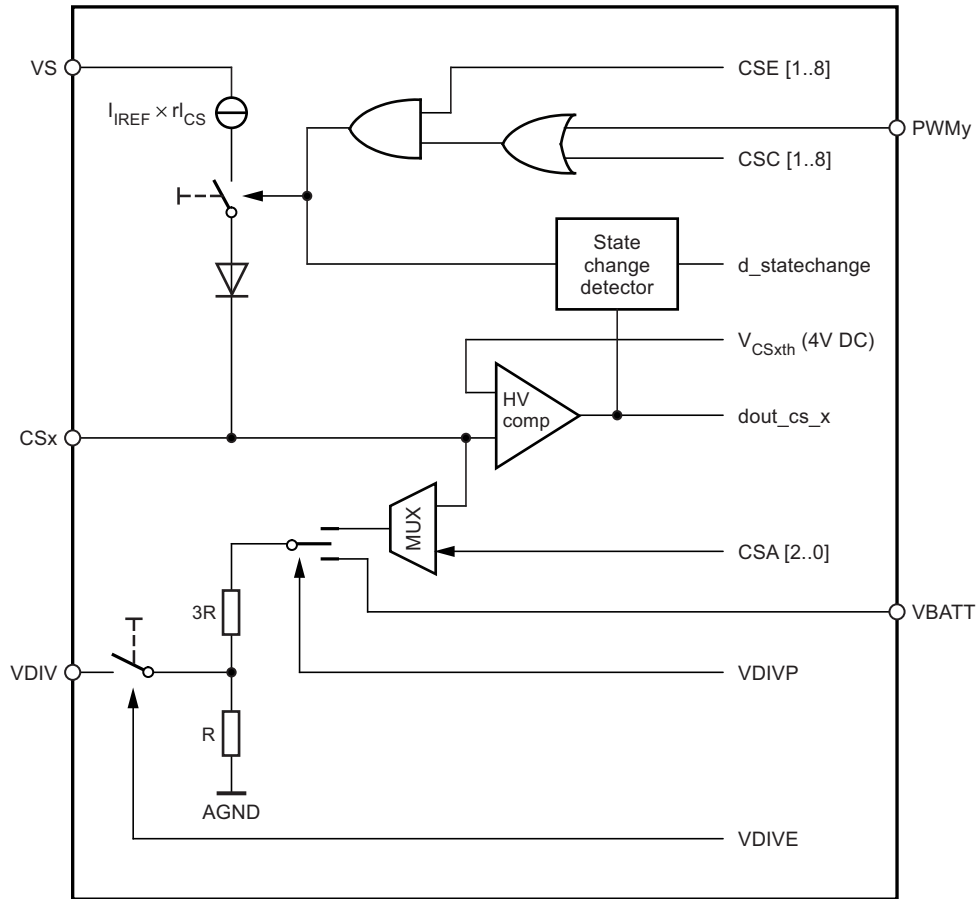 VS
CSE [1..8]
I_IREF × rI_CS
PWMy
CSC [1..8]
State
change
detector
d_statechange
V_CSxth (4V DC)
HV
comp
dout_cs_x
CSx
MUX
CSA [2..0]
3R
VBATT
VDIV
VDIVP
R
AGND
VDIVE